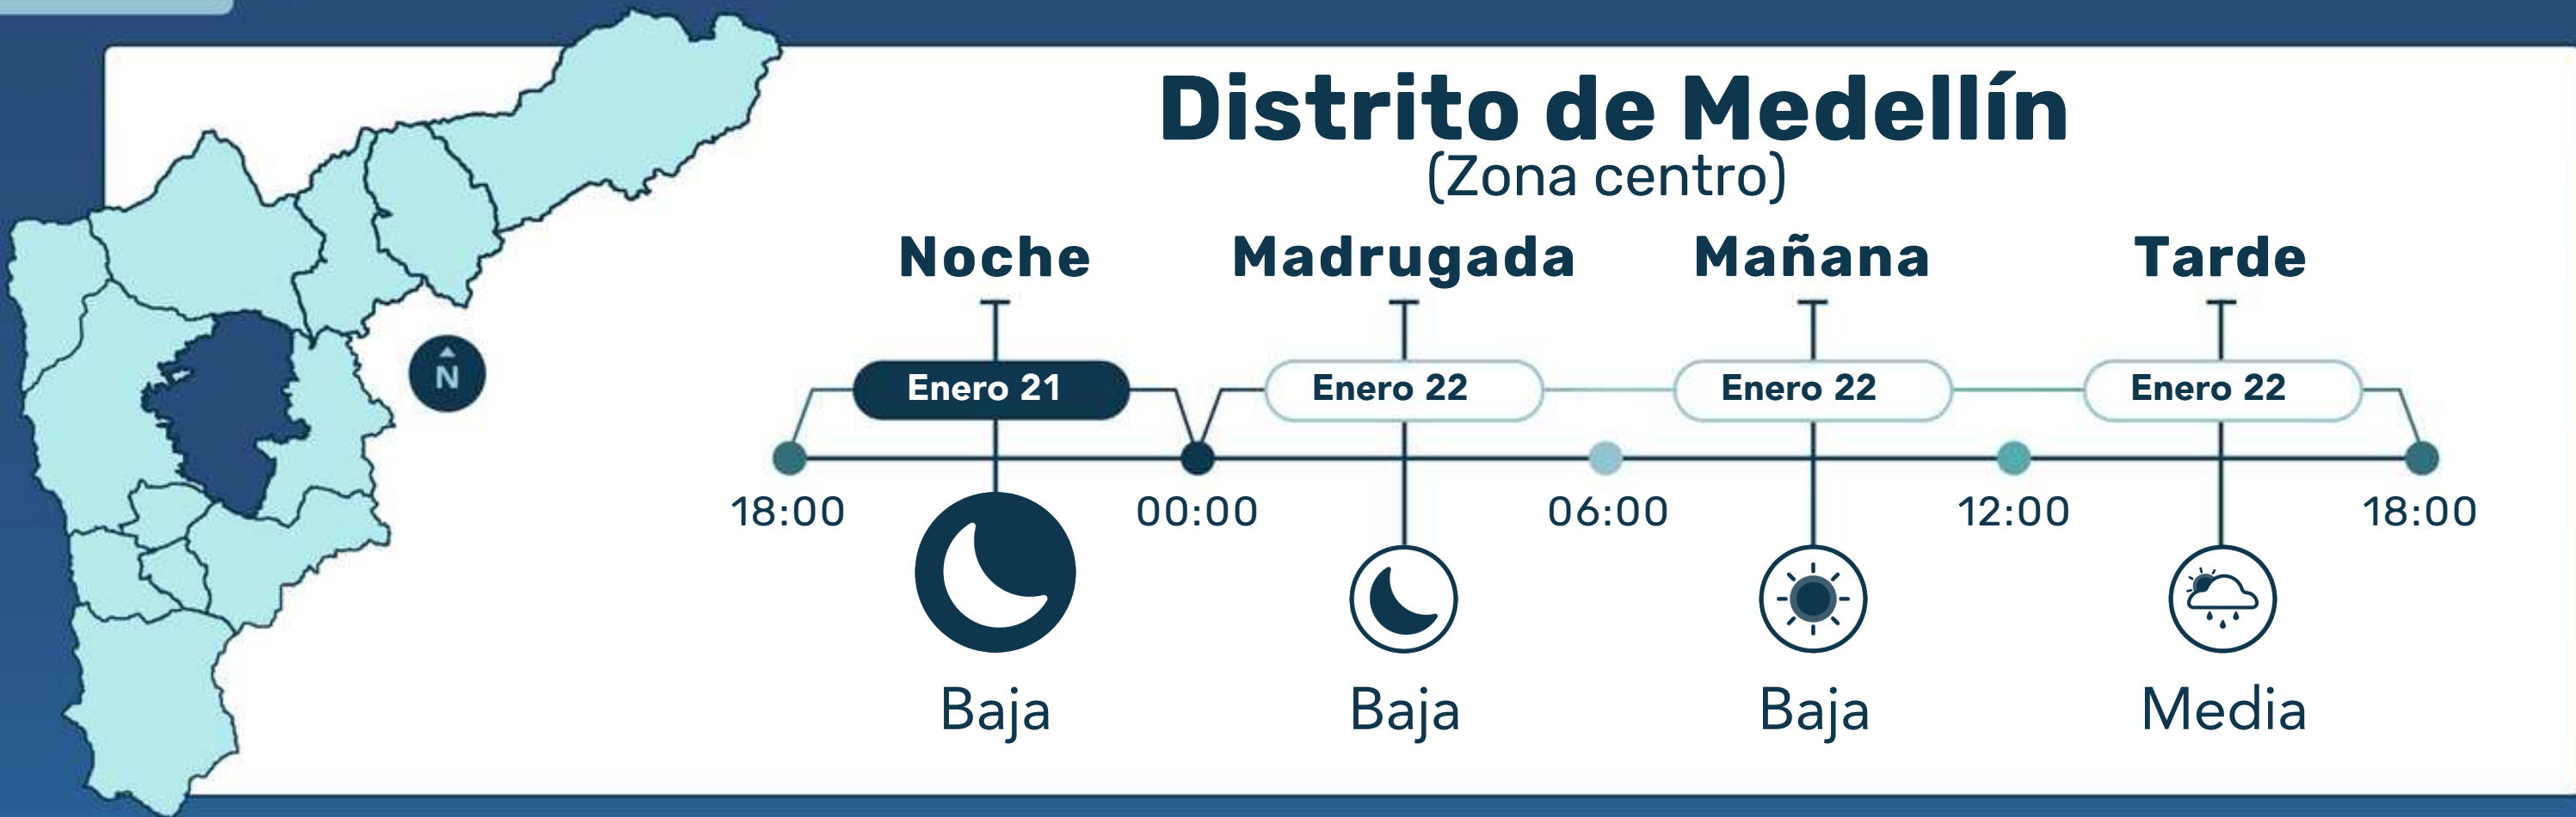 Distrito de Medellín
(Zona centro)
Noche Madrugada Mañana Tarde
Enero 21 Enero 22 Enero 22 Enero 22
N
18:00 00:00 06:00 12:00 18:00
Baja Baja Baja Media